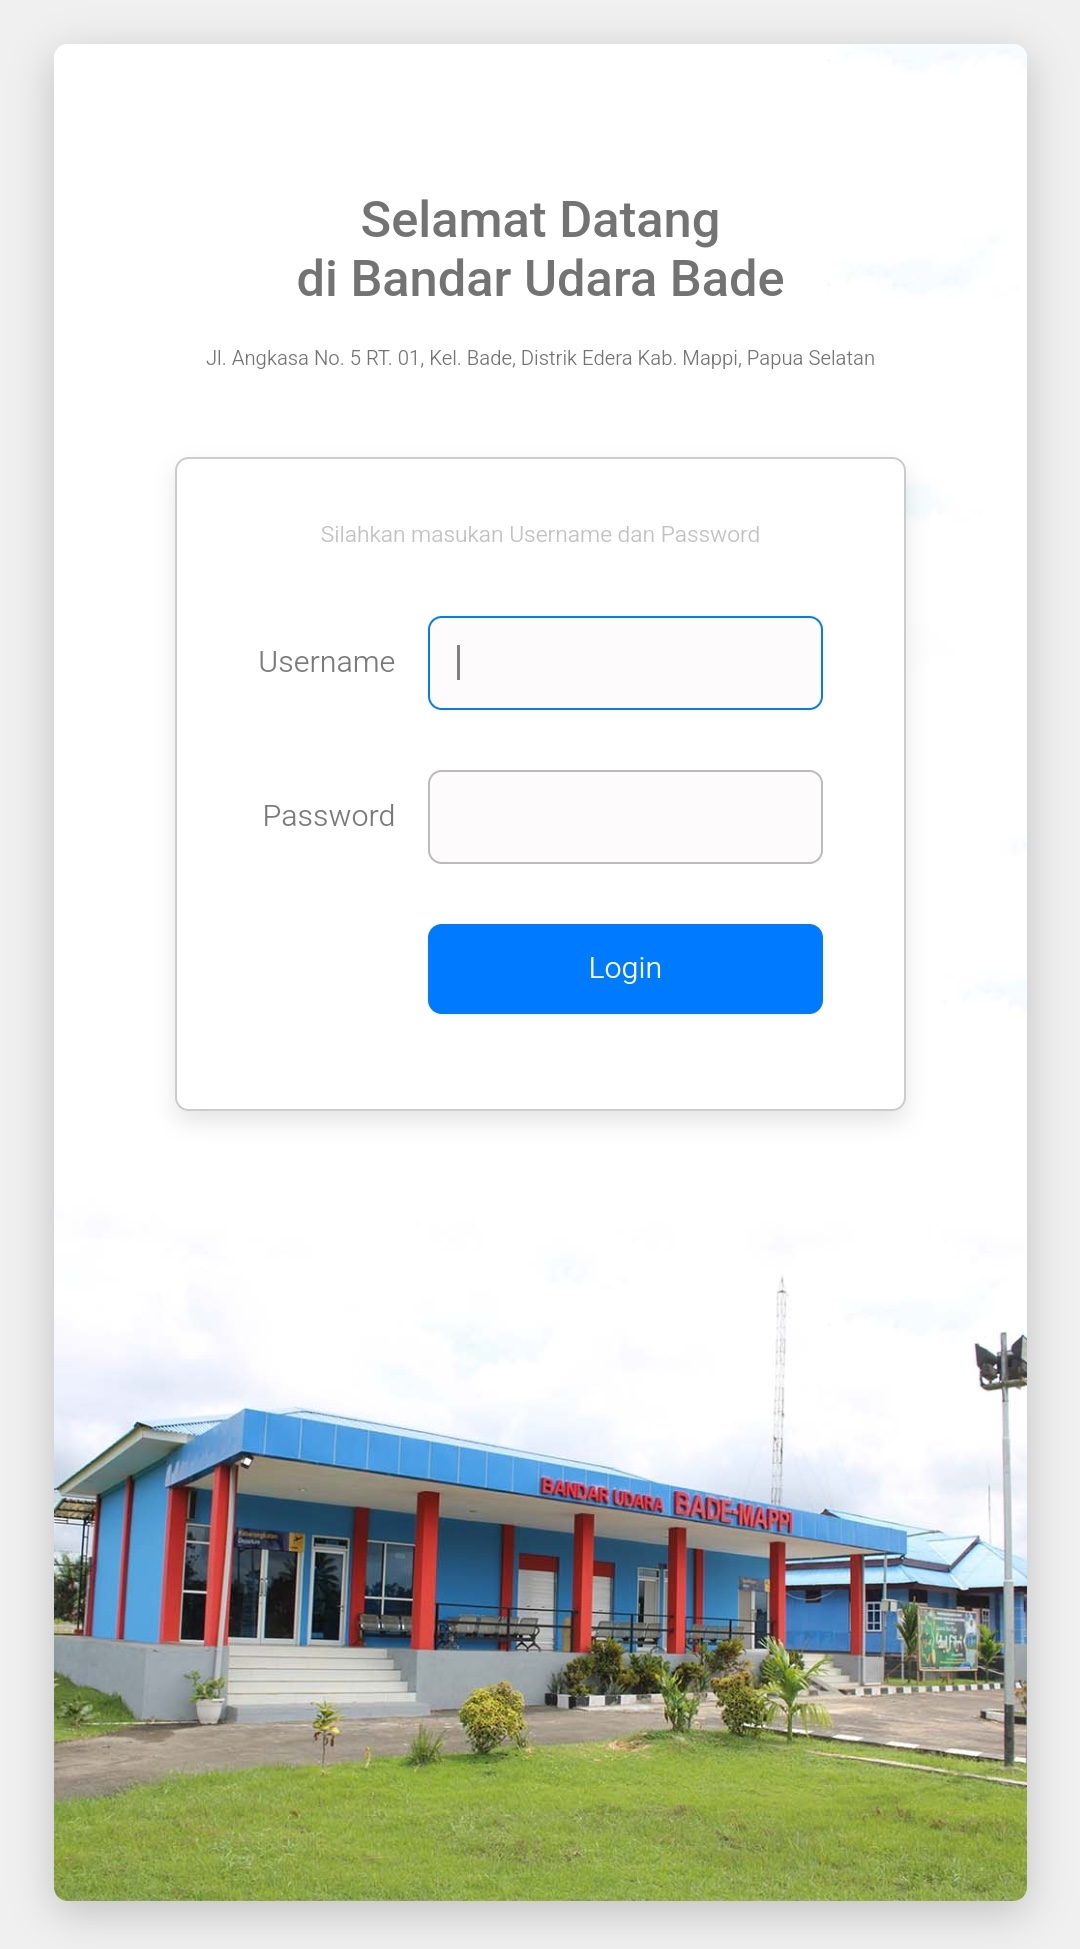 Selamat Datang
di Bandar Udara Bade
Jl. Angkasa No. 5 RT. 01, Kel. Bade, Distrik Edera Kab. Mappi, Papua Selatan
Silahkan masukan Username dan Password
Username
Password
Login
BANDAR UDARA BADE-MAPPI
Keberangkatan